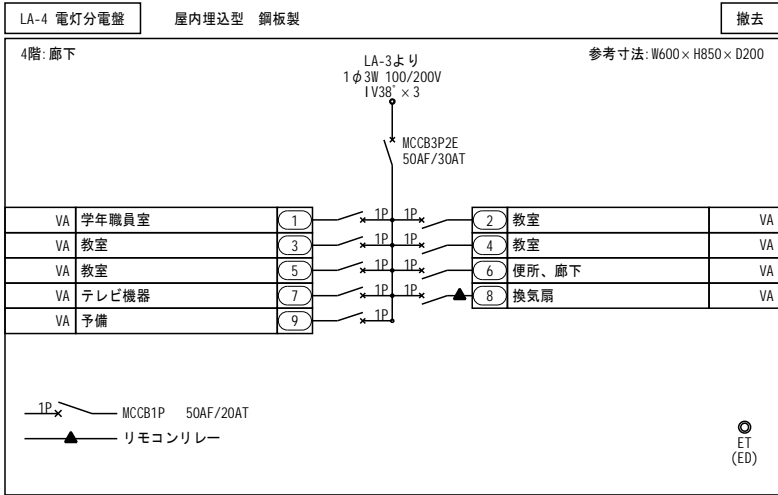 LA-4 電灯分電盤 屋内埋込型 鋼板製 撤去
4階:廊下 参考寸法:W600×H850×D200
LA-3より
1φ3W 100/200V
IV38°×3
MCCB3P2E
50AF/30AT
VA 学年職員室 1 1P 1P 2 教室 VA
VA 教室 3 1P 1P 4 教室 VA
VA 教室 5 1P 1P 6 便所、廊下 VA
VA テレビ機器 7 1P 1P 8 換気扇 VA
VA 予備 9 1P
1P MCCB1P 50AF/20AT
リモコンリレー
ET
(ED)